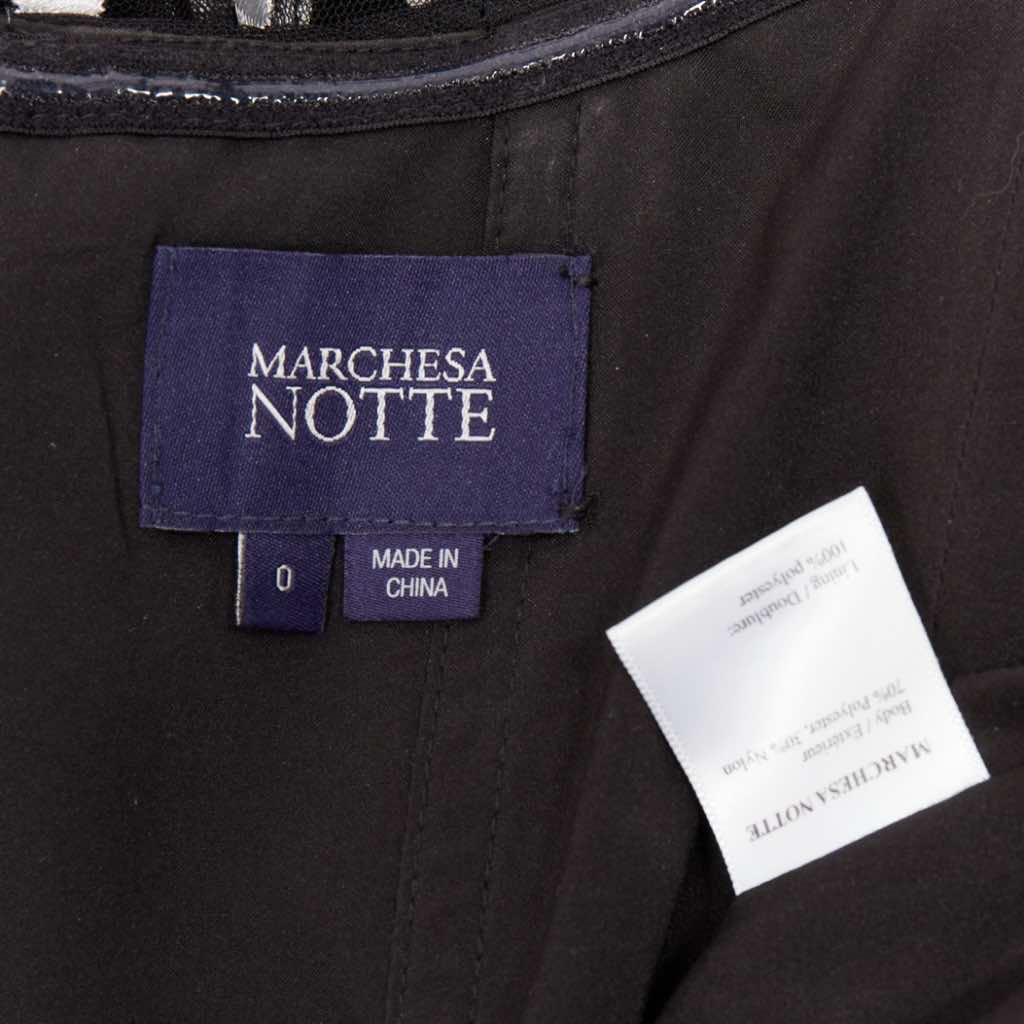 MARCHESA
NOTTE
0
MADE IN
CHINA
MARCHESA NOTTE
Body / Extérieur
70% Polyester, 30% Nylon
Lining / Doublure:
100% polyester